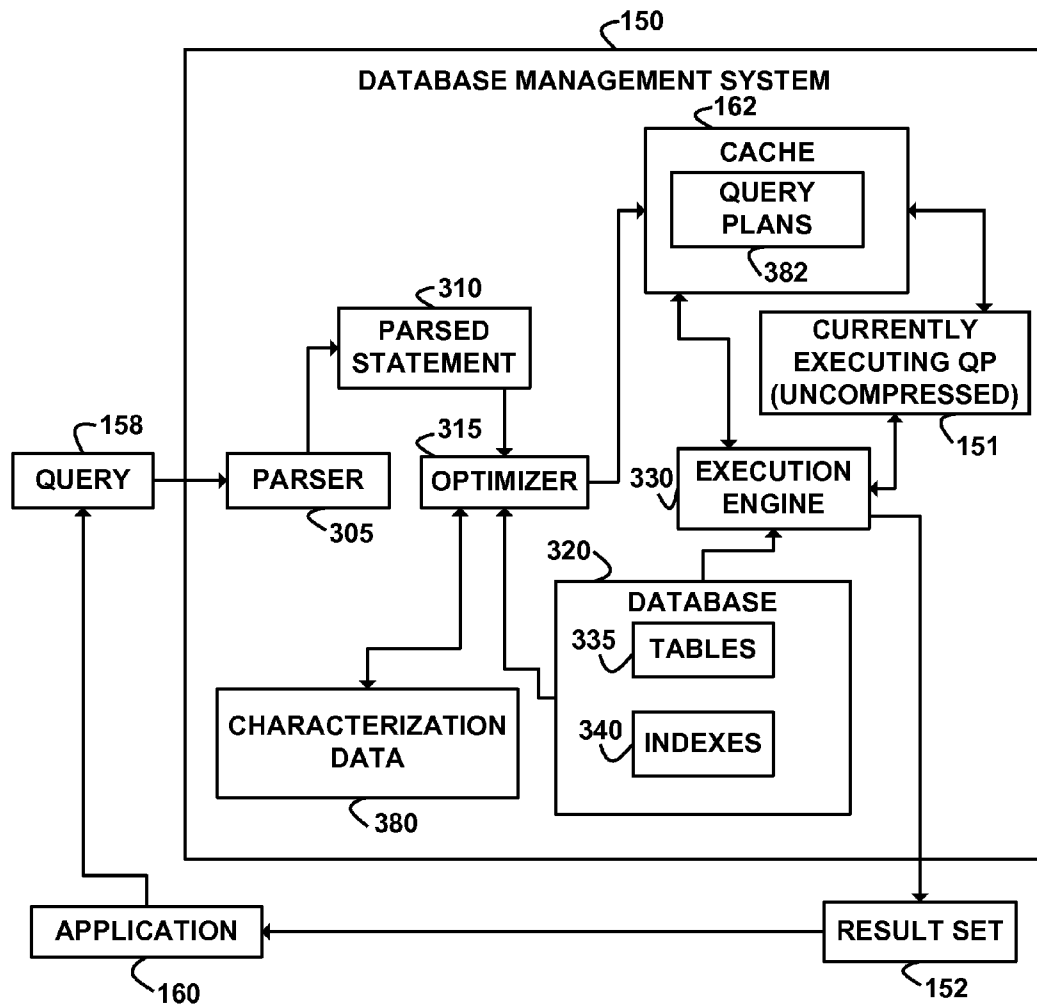 150
DATABASE MANAGEMENT SYSTEM
162
CACHE
QUERY
PLANS
382
310
PARSED
STATEMENT
CURRENTLY
EXECUTING QP
(UNCOMPRESSED)
151
158
QUERY
PARSER
305
315
OPTIMIZER
330
EXECUTION
ENGINE
320
DATABASE
335
TABLES
340
INDEXES
CHARACTERIZATION
DATA
380
APPLICATION
160
RESULT SET
152